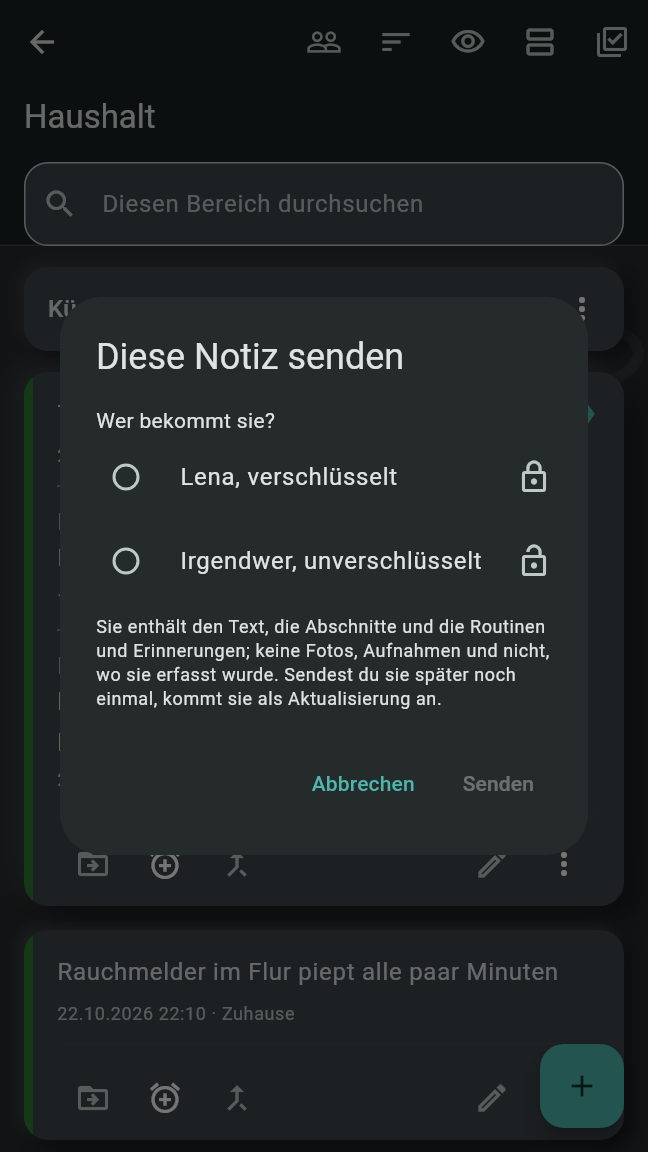 Haushalt
Diesen Bereich durchsuchen
Diese Notiz senden
Wer bekommt sie?
Lena, verschlüsselt
Irgendwer, unverschlüsselt
Sie enthält den Text, die Abschnitte und die Routinen
und Erinnerungen; keine Fotos, Aufnahmen und nicht,
wo sie erfasst wurde. Sendest du sie später noch
einmal, kommt sie als Aktualisierung an.
Abbrechen
Senden
Rauchmelder im Flur piept alle paar Minuten
22.10.2026 22:10 · Zuhause